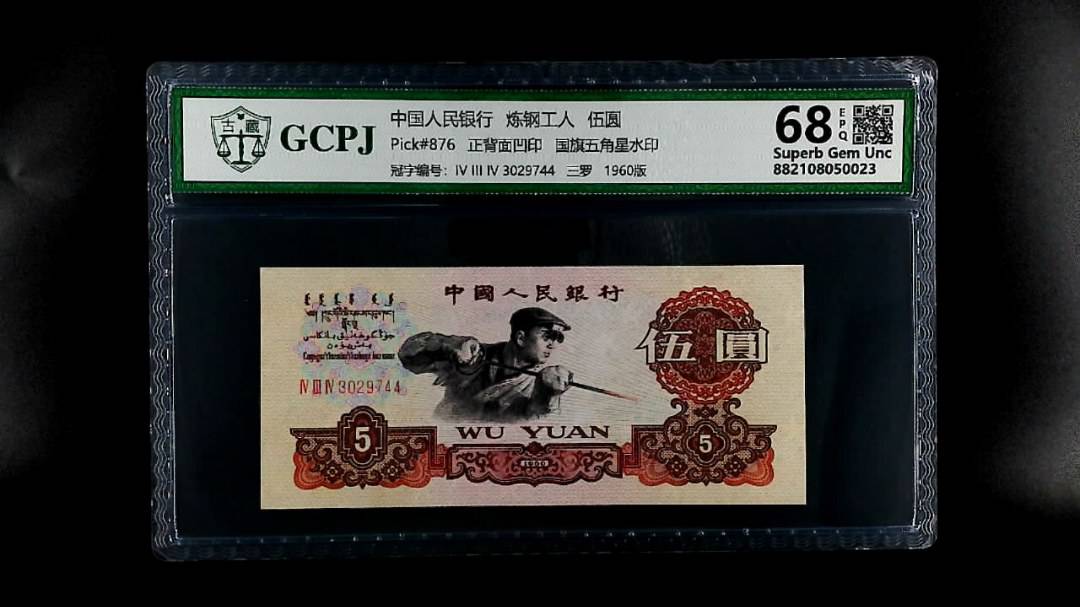 古 藏
GCPJ
中国人民银行 炼钢工人 伍圆
Pick#876 正背面凹印 国旗五角星水印
冠字编号: IV III IV 3029744 三罗 1960版
68 EPQ
Superb Gem Unc
882108050023
中國人民銀行
伍圓
IV III IV 3029744
5
WU YUAN
1960
5